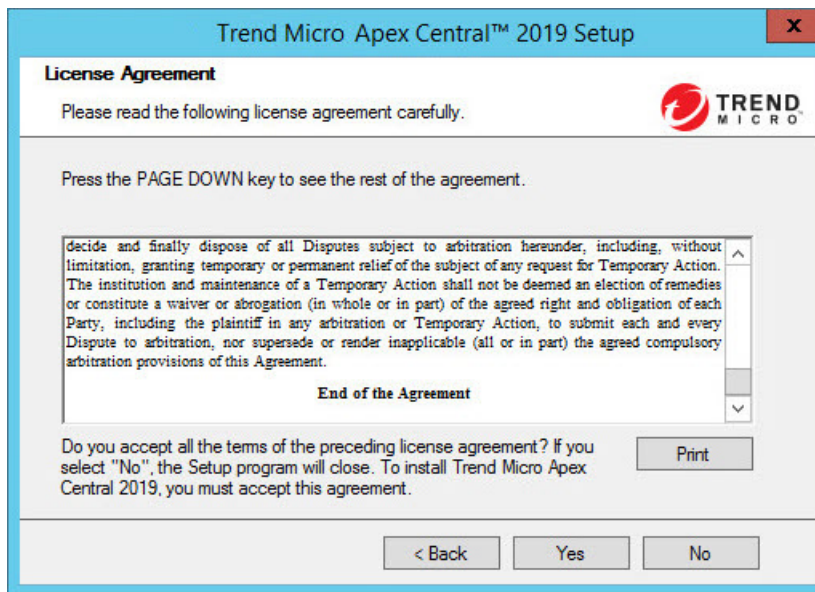 Trend Micro Apex Central™ 2019 Setup
x
License Agreement
Please read the following license agreement carefully.
TREND
MICRO™
Press the PAGE DOWN key to see the rest of the agreement.
decide and finally dispose of all Disputes subject to arbitration hereunder, including, without
limitation, granting temporary or permanent relief of the subject of any request for Temporary Action.
The institution and maintenance of a Temporary Action shall not be deemed an election of remedies
or constitute a waiver or abrogation (in whole or in part) of the agreed right and obligation of each
Party, including the plaintiff in any arbitration or Temporary Action, to submit each and every
Dispute to arbitration, nor supersede or render inapplicable (all or in part) the agreed compulsory
arbitration provisions of this Agreement.
End of the Agreement
Do you accept all the terms of the preceding license agreement? If you
select "No", the Setup program will close. To install Trend Micro Apex
Central 2019, you must accept this agreement.
Print
< Back
Yes
No